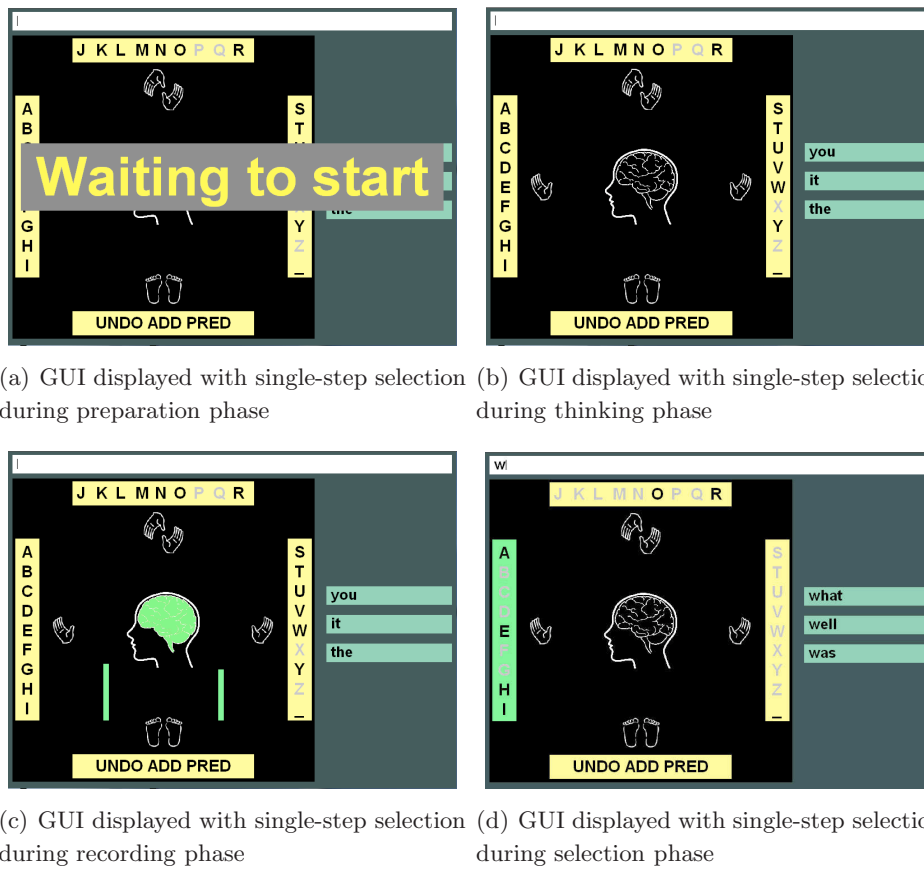 J K L M N O P Q R
A
B
G
H
I
Waiting to start
S
T
Y
Z
_
the
UNDO ADD PRED
(a) GUI displayed with single-step selection
during preparation phase
J K L M N O P Q R
A
B
C
D
E
F
G
H
I
S
T
U
V
W
X
Y
Z
_
you
it
the
UNDO ADD PRED
(b) GUI displayed with single-step selectio
during thinking phase
J K L M N O P Q R
A
B
C
D
E
F
G
H
I
S
T
U
V
W
X
Y
Z
_
you
it
the
UNDO ADD PRED
(c) GUI displayed with single-step selection
during recording phase
w
J K L M N O P Q R
A
B
C
D
E
F
G
H
I
S
T
U
V
W
X
Y
Z
_
what
well
was
UNDO ADD PRED
(d) GUI displayed with single-step selectio
during selection phase